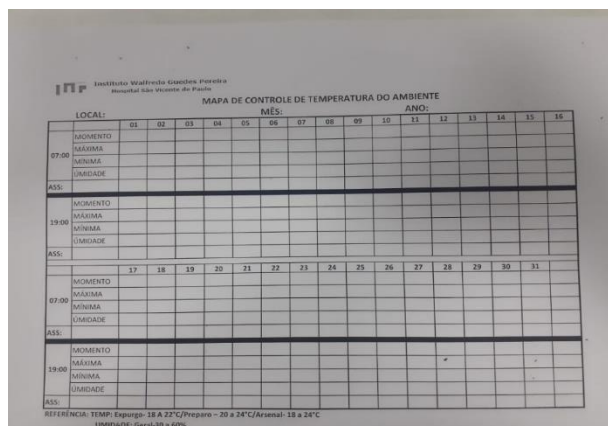 Instituto Walfredo Guedes Pereira
Hospital São Vicente de Paulo
MAPA DE CONTROLE DE TEMPERATURA DO AMBIENTE
LOCAL: MÊS: ANO:
01 02 03 04 05 06 07 08 09 10 11 12 13 14 15 16
07:00
MOMENTO
MÁXIMA
MÍNIMA
ÚMIDADE
ASS:
19:00
MOMENTO
MÁXIMA
MÍNIMA
ÚMIDADE
ASS:
17 18 19 20 21 22 23 24 25 26 27 28 29 30 31
07:00
MOMENTO
MÁXIMA
MÍNIMA
ÚMIDADE
ASS:
19:00
MOMENTO
MÁXIMA
MÍNIMA
ÚMIDADE
ASS:
REFERÊNCIA: TEMP: Expurgo- 18 A 22°C/Preparo – 20 a 24°C/Arsenal- 18 a 24°C
UMIDADE: Geral-30 a 60%